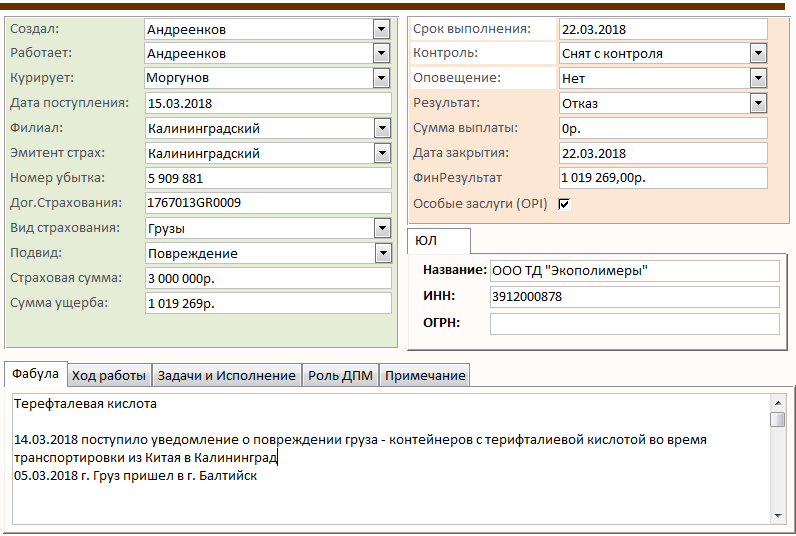 Создал: Андреенков
Работает: Андреенков
Курирует: Моргунов
Дата поступления: 15.03.2018
Филиал: Калининградский
Эмитент страх: Калининградский
Номер убытка: 5 909 881
Дог.Страхования: 1767013GR0009
Вид страхования: Грузы
Подвид: Повреждение
Страховая сумма: 3 000 000р.
Сумма ущерба: 1 019 269р.
Срок выполнения: 22.03.2018
Контроль: Снят с контроля
Оповещение: Нет
Результат: Отказ
Сумма выплаты: 0р.
Дата закрытия: 22.03.2018
ФинРезультат 1 019 269,00р.
Особые заслуги (OPI)
ЮЛ
Название: ООО ТД "Экополимеры"
ИНН: 3912000878
ОГРН:
Фабула Ход работы Задачи и Исполнение Роль ДПМ Примечание
Терефталевая кислота
14.03.2018 поступило уведомление о повреждении груза - контейнеров с терифталиевой кислотой во время
транспортировки из Китая в Калининград
05.03.2018 г. Груз пришел в г. Балтийск